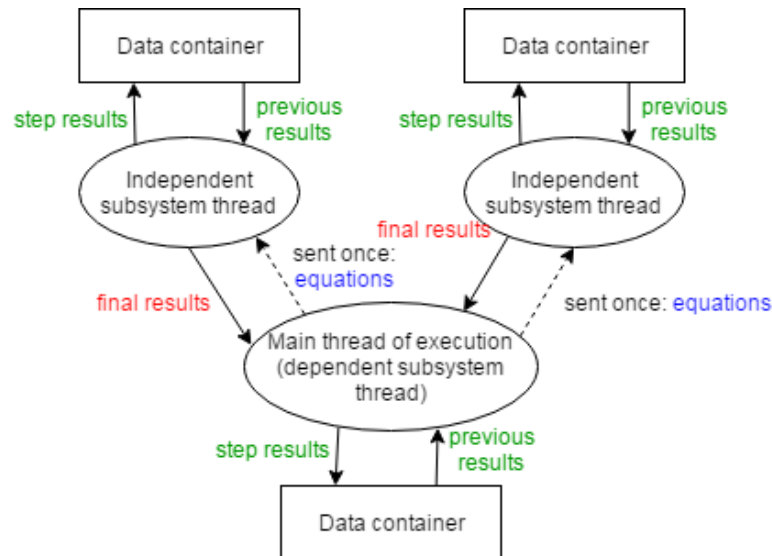 Data container
Data container
step results
previous
results
step results
previous
results
Independent
subsystem thread
Independent
subsystem thread
final results
sent once:
equations
final results
sent once: equations
Main thread of execution
(dependent subsystem
thread)
step results
previous
results
Data container